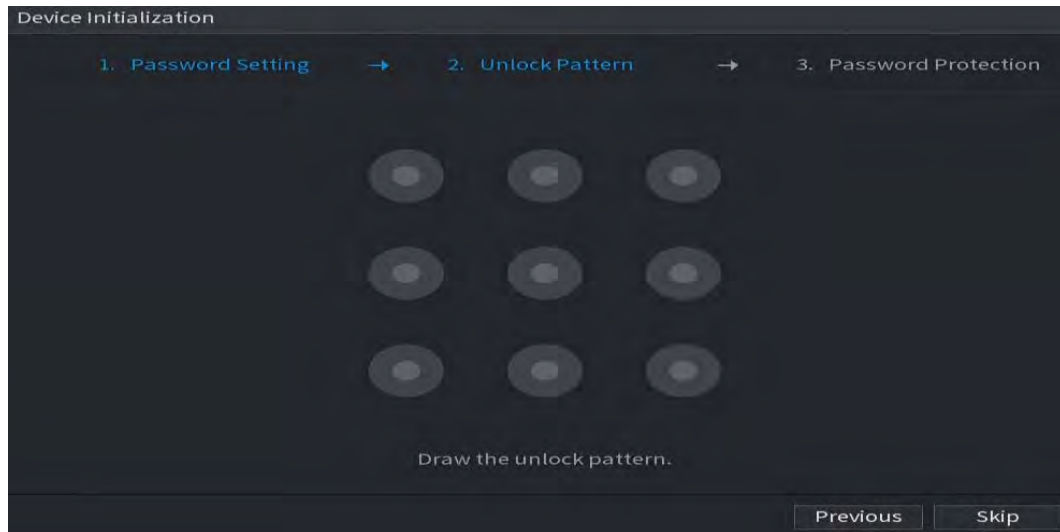 Device Initialization
1. Password Setting → 2. Unlock Pattern → 3. Password Protection
Draw the unlock pattern.
Previous Skip